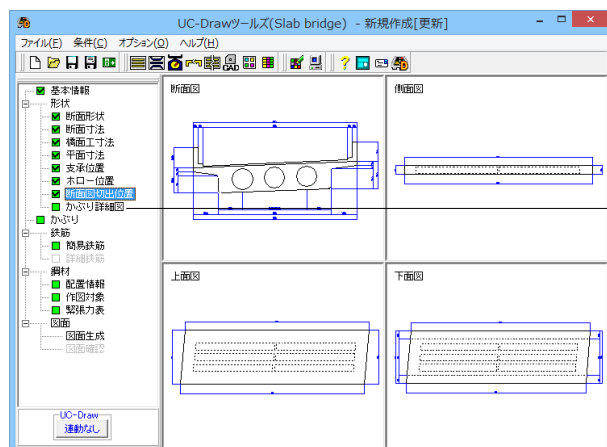 UC-Drawツールズ(Slab bridge) - 新規作成[更新]
ファイル(F) 条件(C) オプション(O) ヘルプ(H)
CAD
基本情報
形状
断面形状
断面寸法
橋面工寸法
平面寸法
支承位置
ホロー位置
断面図切出位置
かぶり詳細図
かぶり
鉄筋
簡易鉄筋
詳細鉄筋
鋼材
配置情報
作図対象
緊張力表
図面
図面生成
図面確認
UC-Draw
連動なし
断面図
側面図
上面図
下面図